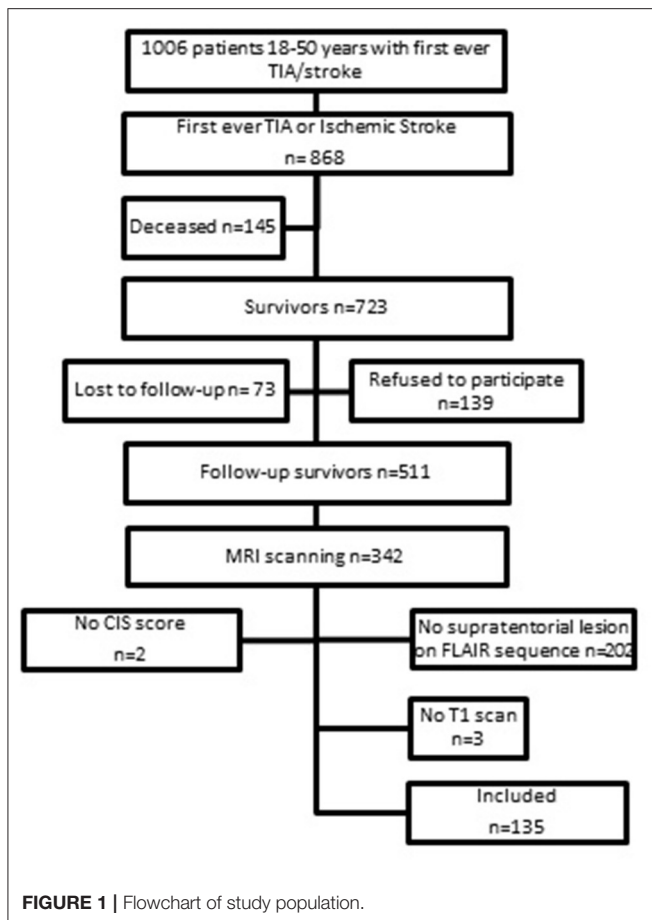 1006 patients 18-50 years with first ever
TIA/stroke
First ever TIA or Ischemic Stroke
n= 868
Deceased n=145
Survivors n=723
Lost to follow-up n= 73
Refused to participate
n=139
Follow-up survivors n=511
MRI scanning n=342
No CIS score
n=2
No supratentorial lesion
on FLAIR sequence n=202
No T1 scan
n=3
Included
n=135
FIGURE 1 | Flowchart of study population.